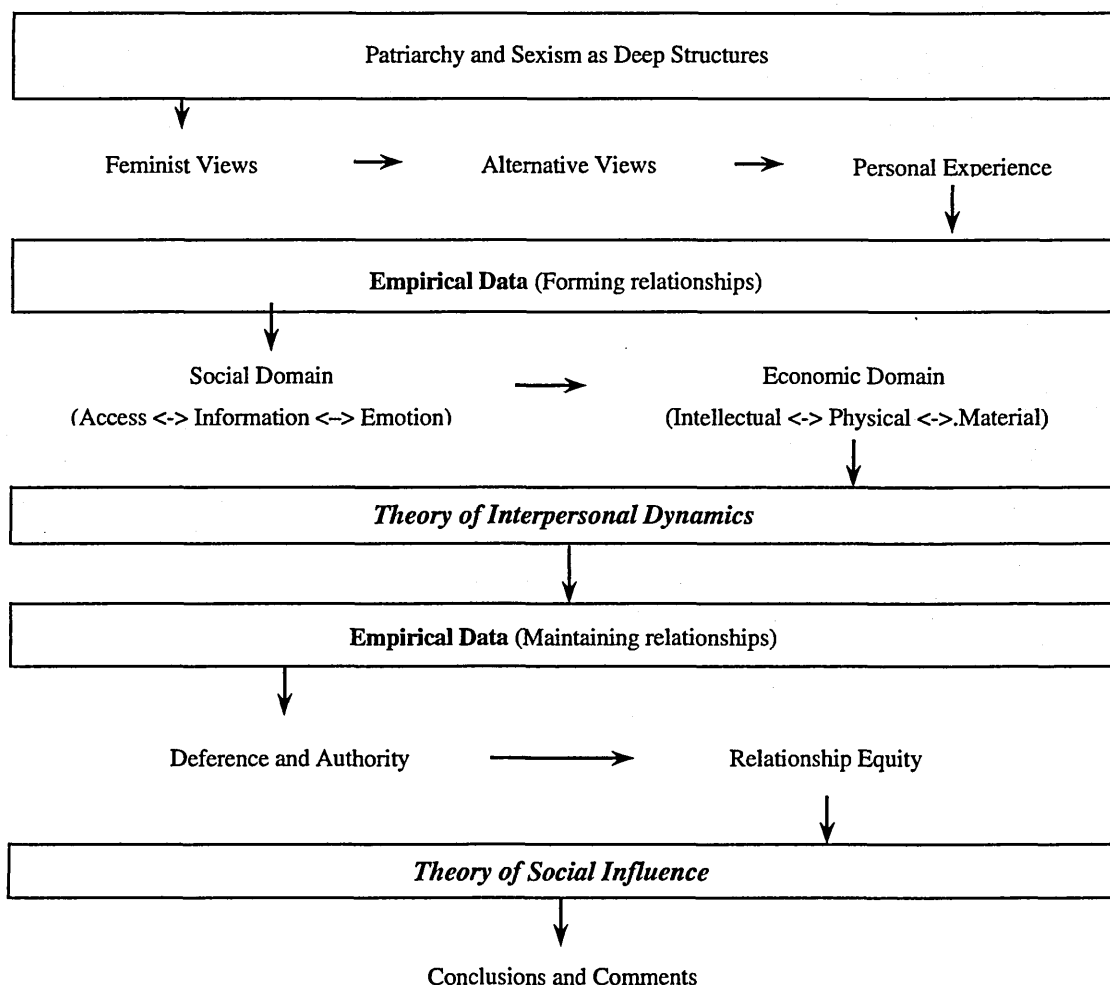 Patriarchy and Sexism as Deep Structures
Feminist Views
Alternative Views
Personal Experience
Empirical Data (Forming relationships)
Social Domain
Economic Domain
(Access <-> Information <--> Emotion)
(Intellectual <-> Physical <->.Material)
Theory of Interpersonal Dynamics
Empirical Data (Maintaining relationships)
Deference and Authority
Relationship Equity
Theory of Social Influence
Conclusions and Comments